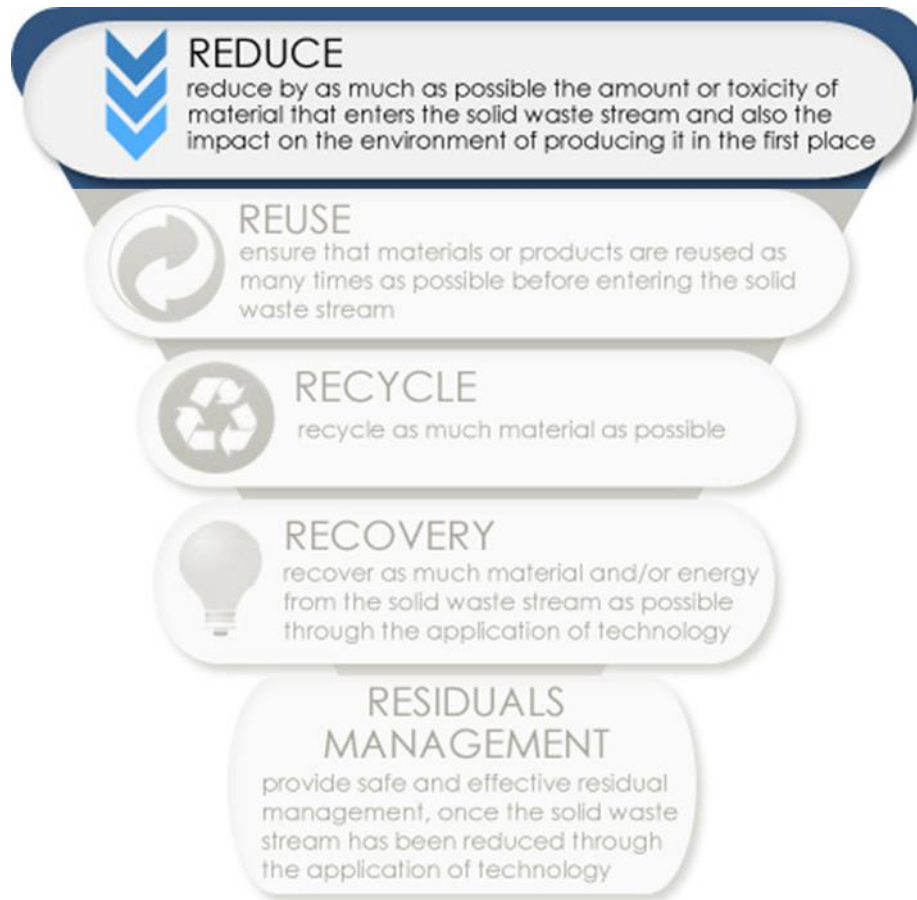 REDUCE
reduce by as much as possible the amount or toxicity of
material that enters the solid waste stream and also the
impact on the environment of producing it in the first place
REUSE
ensure that materials or products are reused as
many times as possible before entering the solid
waste stream
RECYCLE
recycle as much material as possible
RECOVERY
recover as much material and/or energy
from the solid waste stream as possible
through the application of technology
RESIDUALS
MANAGEMENT
provide safe and effective residual
management, once the solid waste
stream has been reduced through
the application of technology